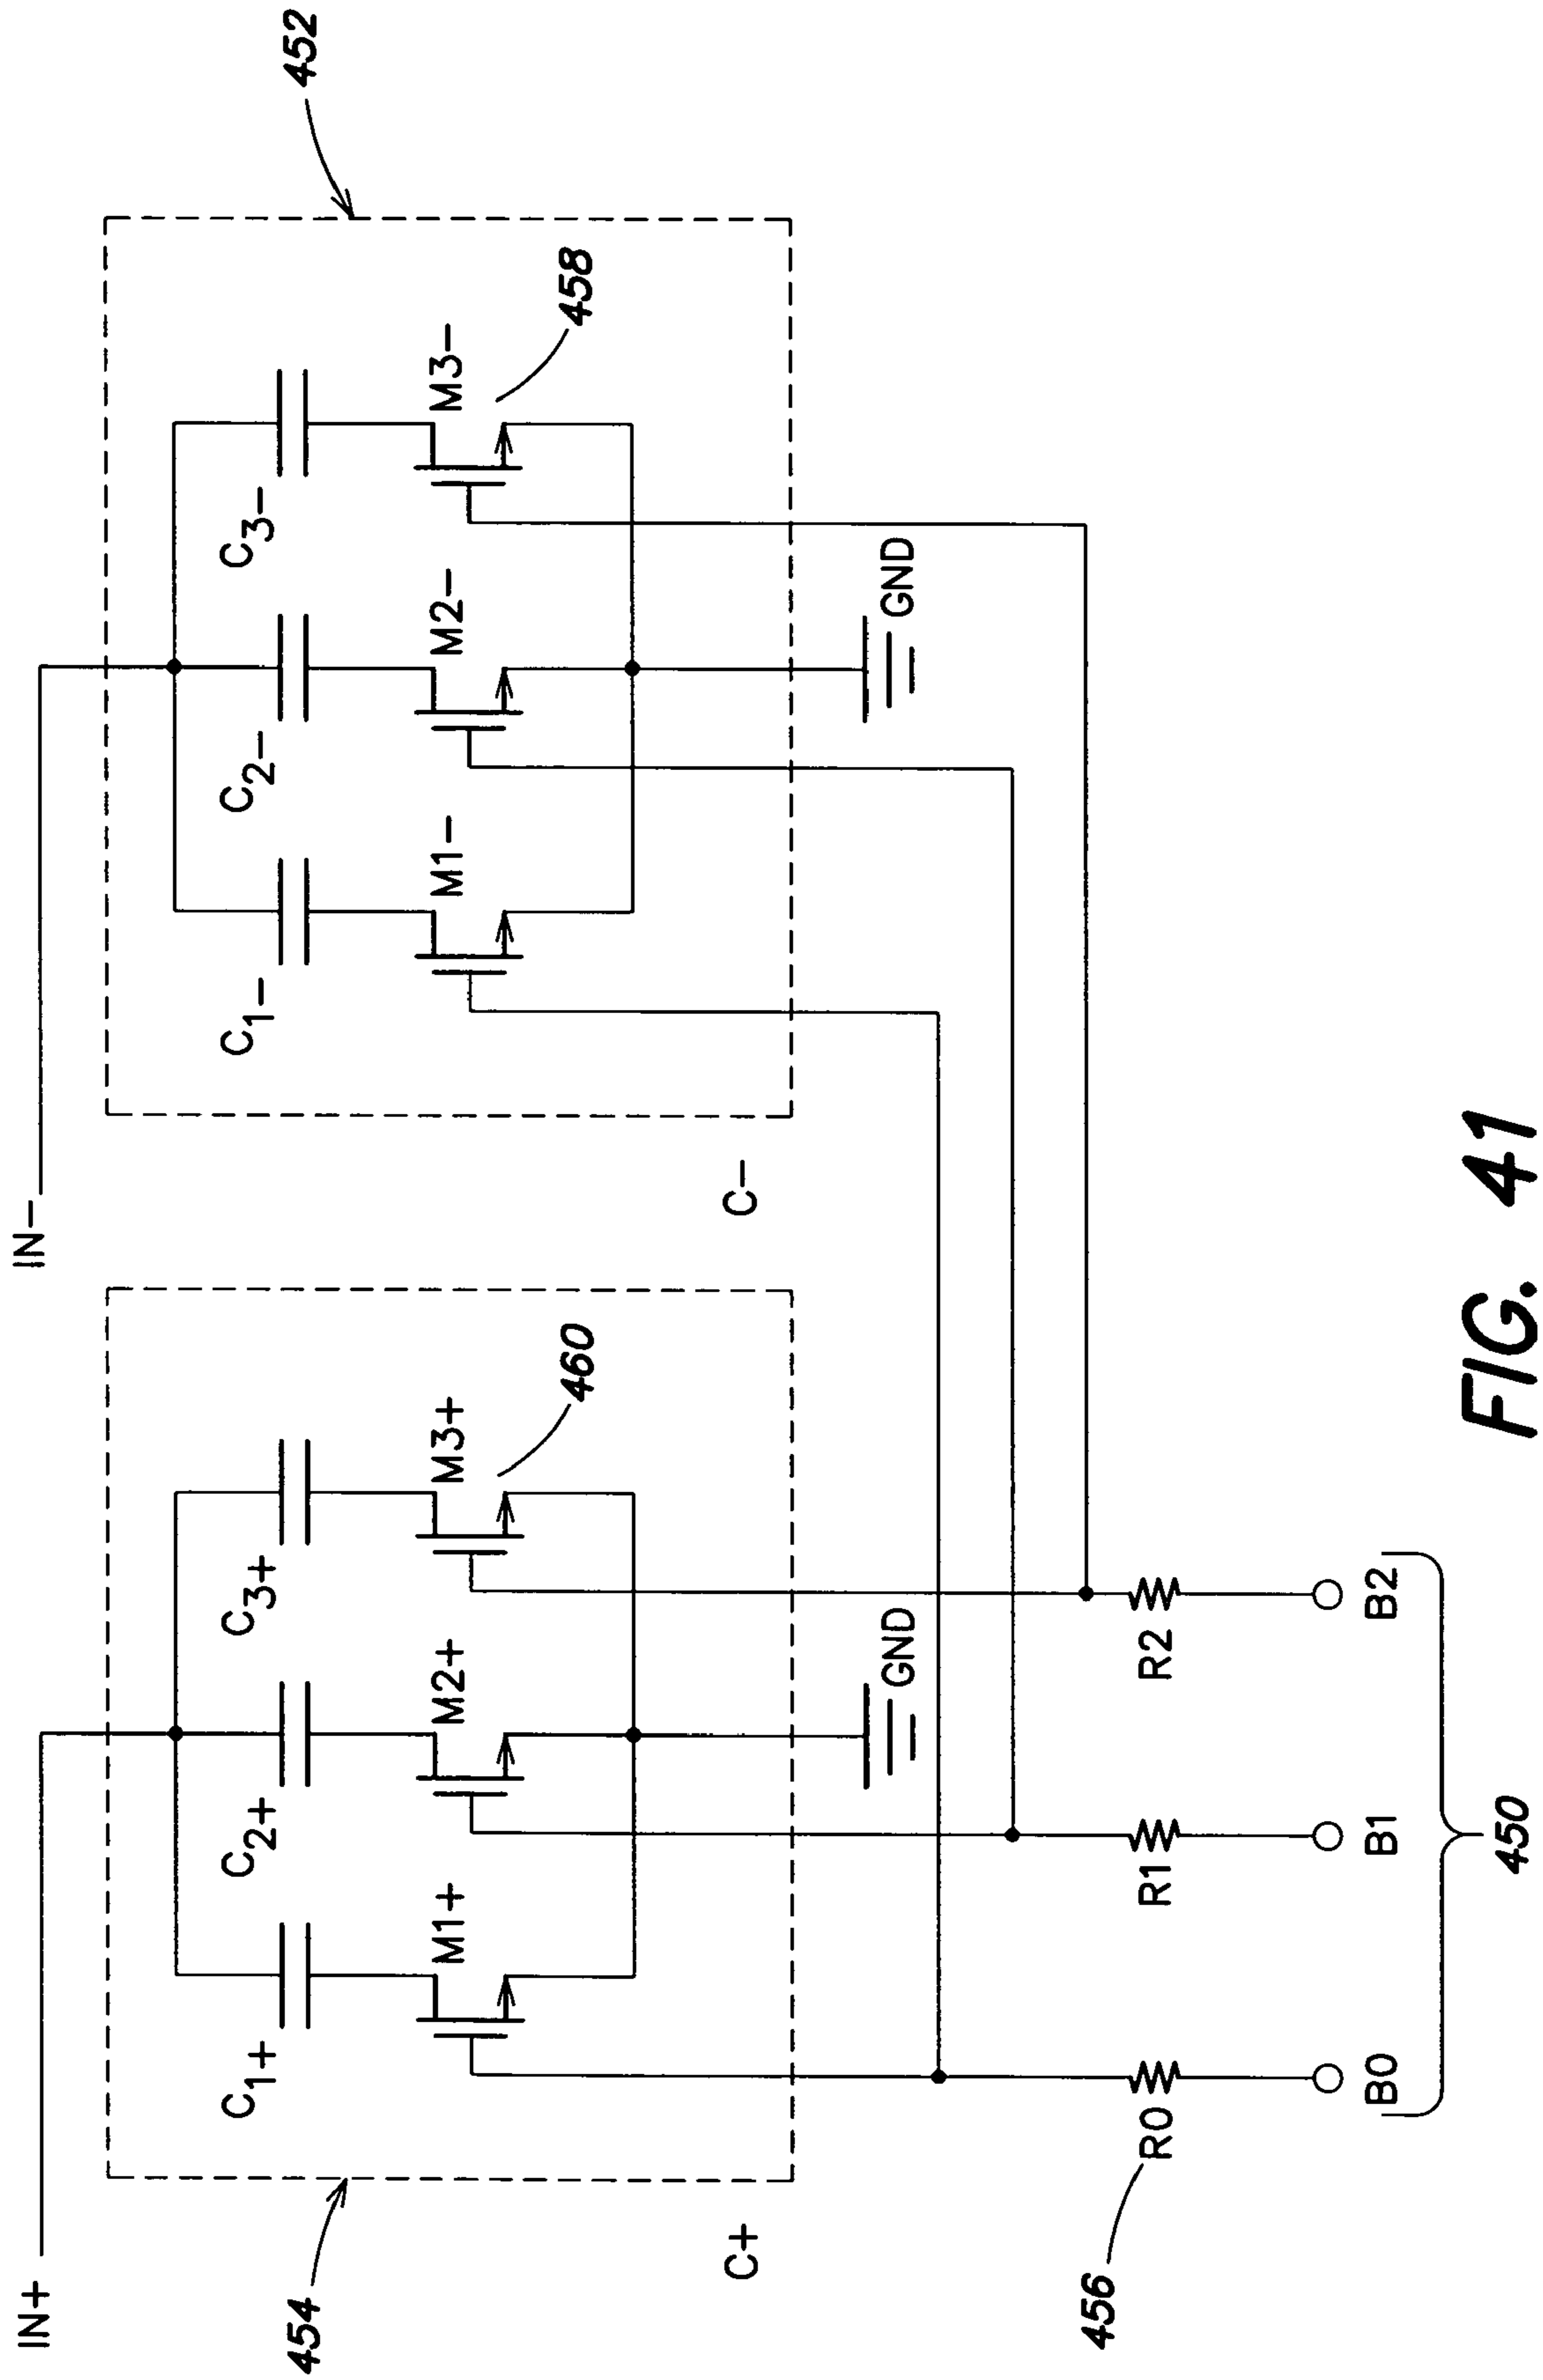 IN+
IN-
C1+
C2+
C3+
C1-
C2-
C3-
M1+
M2+
M3+
M1-
M2-
M3-
454
460
458
452
C+
C-
GND
GND
456
R0
R1
R2
B0
B1
B2
450
FIG. 41